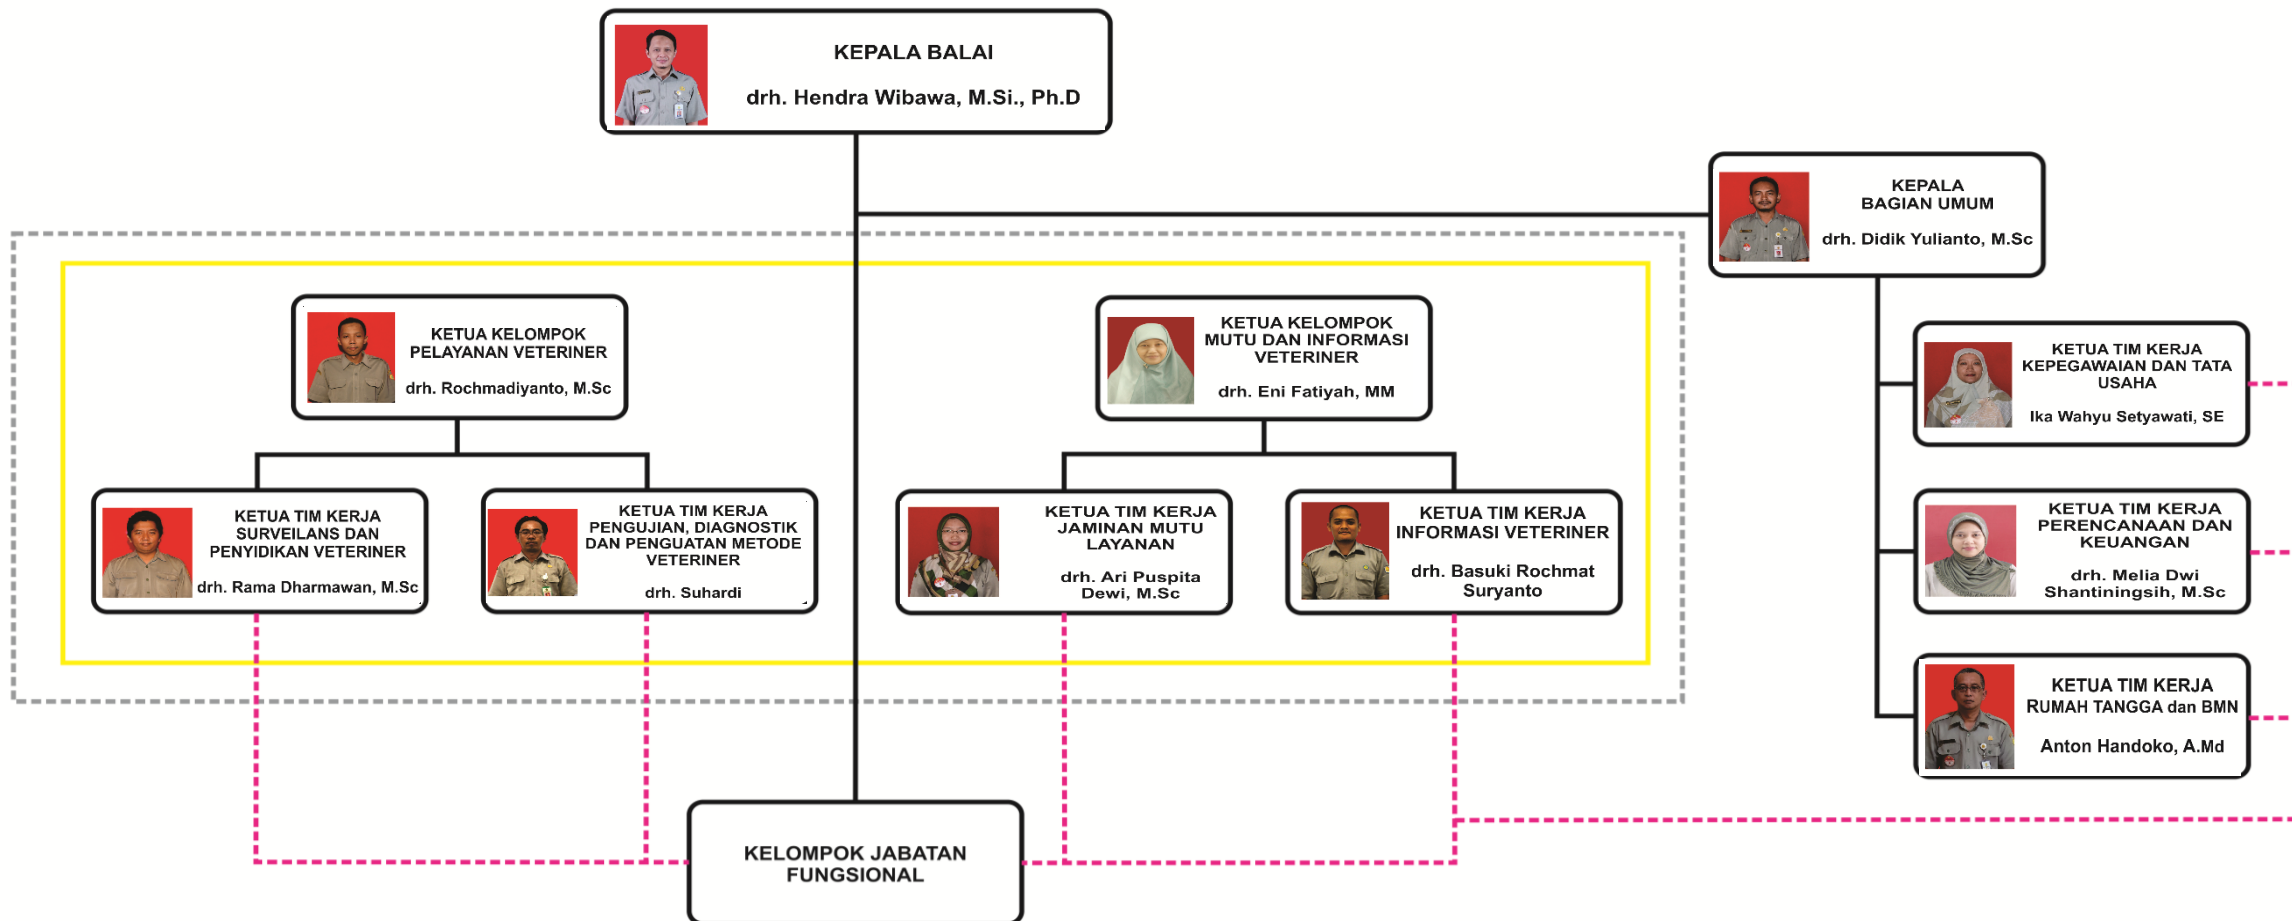 KEPALA BALAI
drh. Hendra Wibawa, M.Si., Ph.D
KEPALA
BAGIAN UMUM
drh. Didik Yulianto, M.Sc
KETUA KELOMPOK
PELAYANAN VETERINER
drh. Rochmadiyanto, M.Sc
KETUA KELOMPOK
MUTU DAN INFORMASI
VETERINER
drh. Eni Fatiyah, MM
KETUA TIM KERJA
KEPEGAWAIAN DAN TATA
USAHA
Ika Wahyu Setyawati, SE
KETUA TIM KERJA
SURVEILANS DAN
PENYIDIKAN VETERINER
drh. Rama Dharmawan, M.Sc
KETUA TIM KERJA
PENGUJIAN, DIAGNOSTIK
DAN PENGUATAN METODE
VETERINER
drh. Suhardi
KETUA TIM KERJA
JAMINAN MUTU
LAYANAN
drh. Ari Puspita
Dewi, M.Sc
KETUA TIM KERJA
INFORMASI VETERINER
drh. Basuki Rochmat
Suryanto
KETUA TIM KERJA
PERENCANAAN DAN
KEUANGAN
drh. Melia Dwi
Shantiningsih, M.Sc
KETUA TIM KERJA
RUMAH TANGGA dan BMN
Anton Handoko, A.Md
KELOMPOK JABATAN
FUNGSIONAL